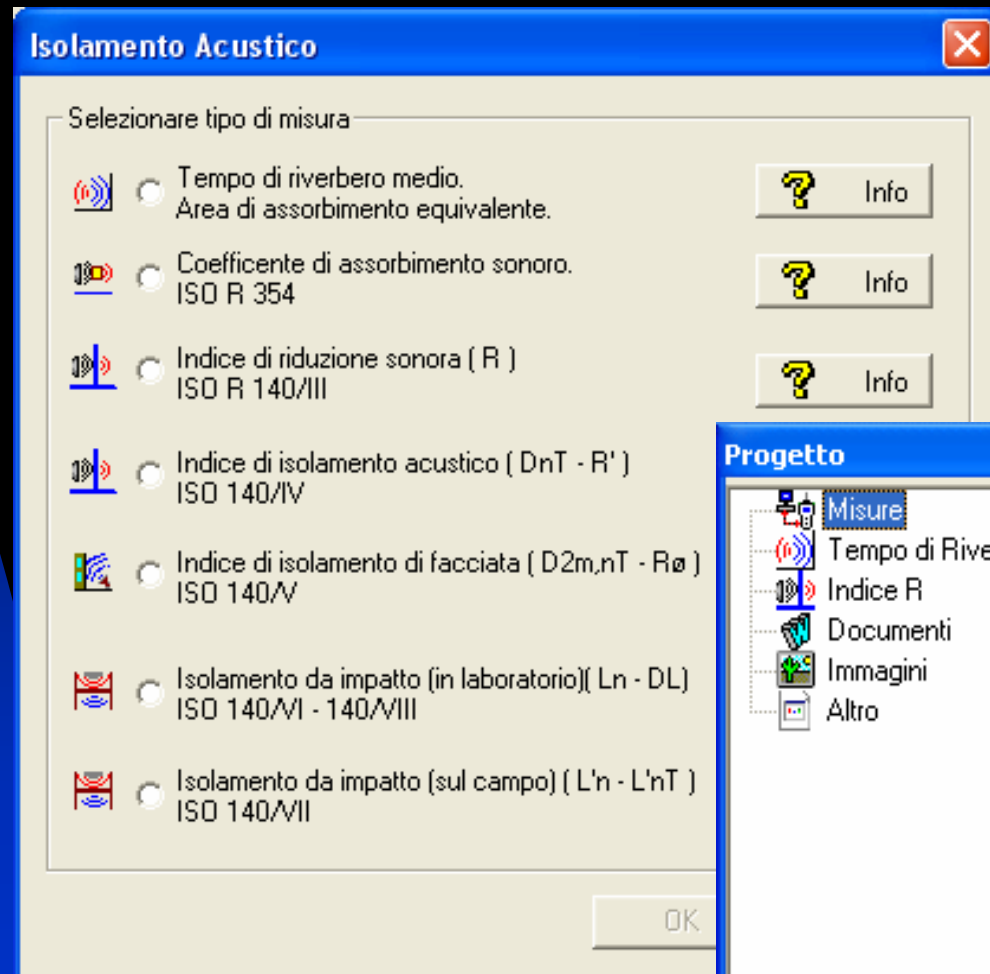 Isolamento Acustico
Selezionare tipo di misura
Tempo di riverbero medio.
Area di assorbimento equivalente.
Info
Coefficente di assorbimento sonoro.
ISO R 354
Info
Indice di riduzione sonora ( R )
ISO R 140/III
Info
Indice di isolamento acustico ( DnT - R' )
ISO 140/IV
Indice di isolamento di facciata ( D2m,nT - Rø )
ISO 140/V
Isolamento da impatto (in laboratorio)( Ln - DL)
ISO 140/VI - 140/VIII
Isolamento da impatto (sul campo) ( L'n - L'nT )
ISO 140/VII
OK
Progetto
Misure
Tempo di Rive
Indice R
Documenti
Immagini
Altro